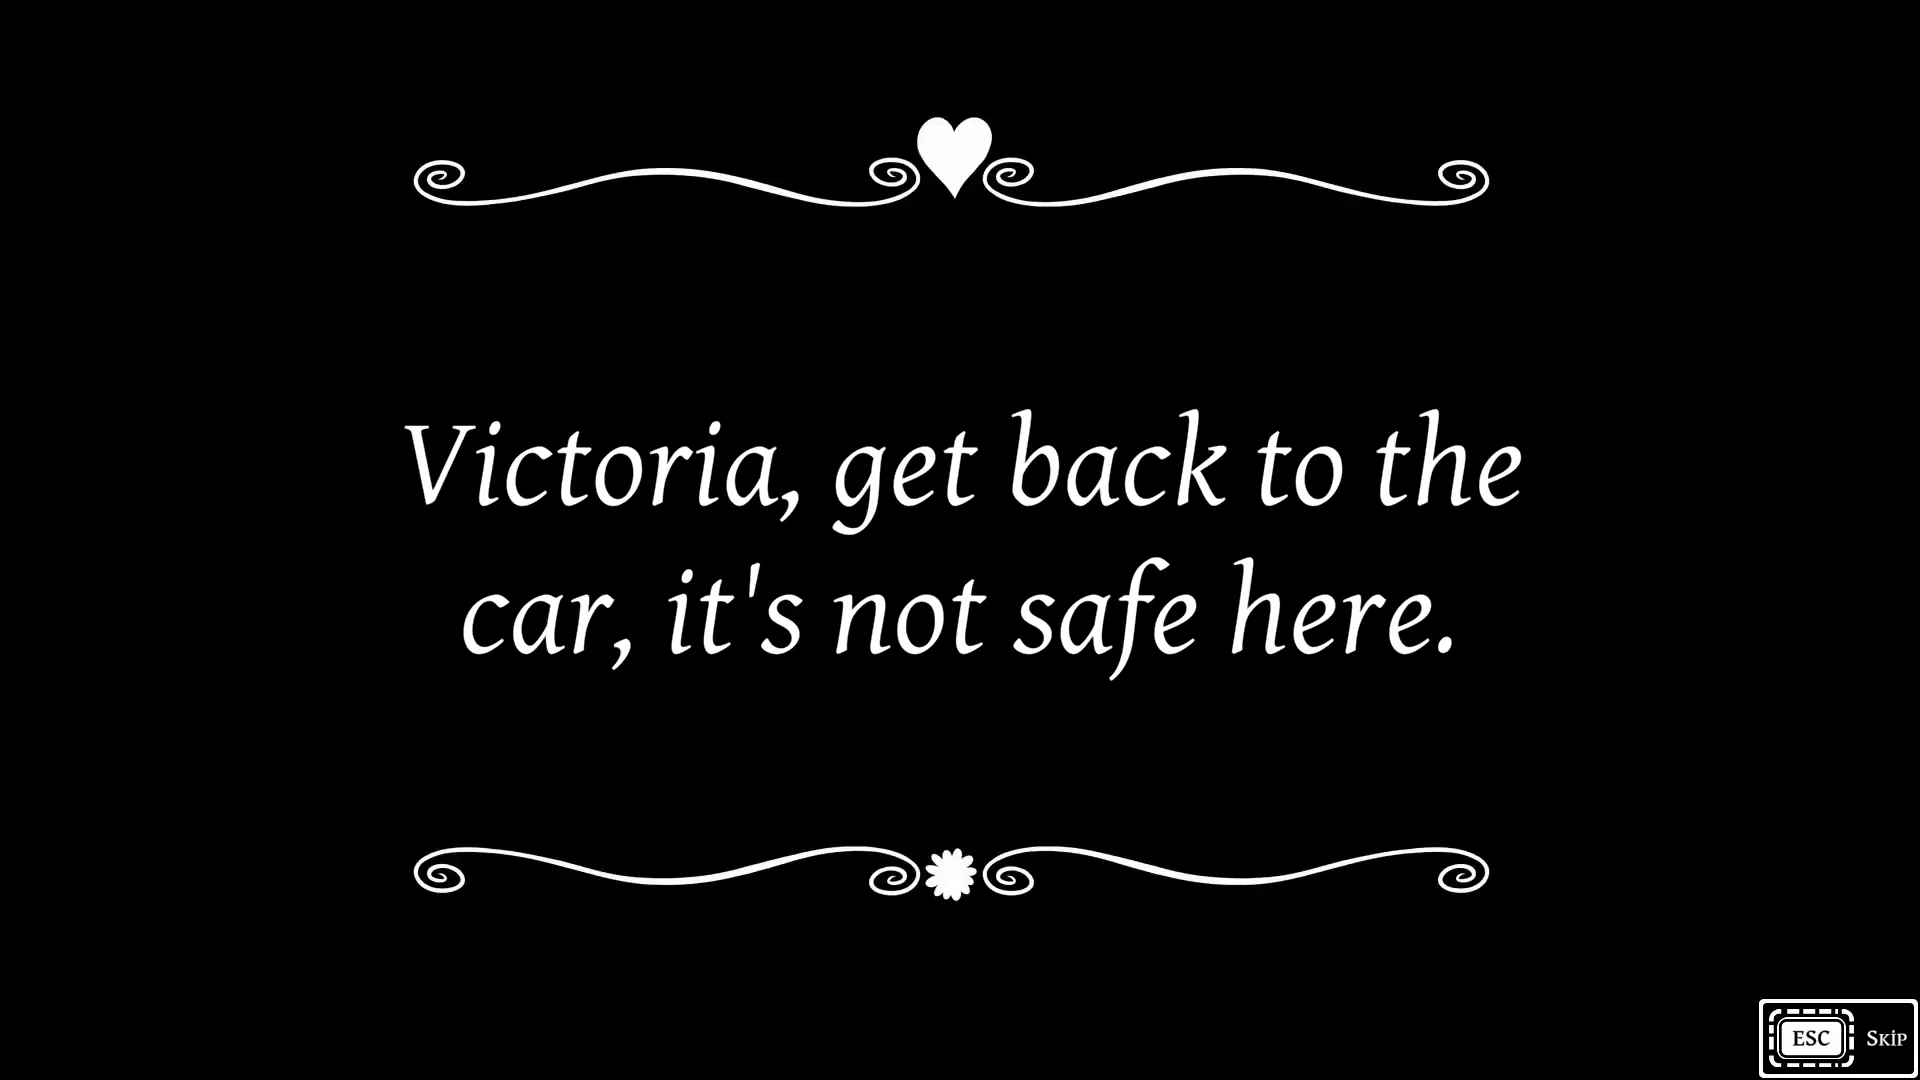 Victoria, get back to the
car, it's not safe here.
ESC Skip